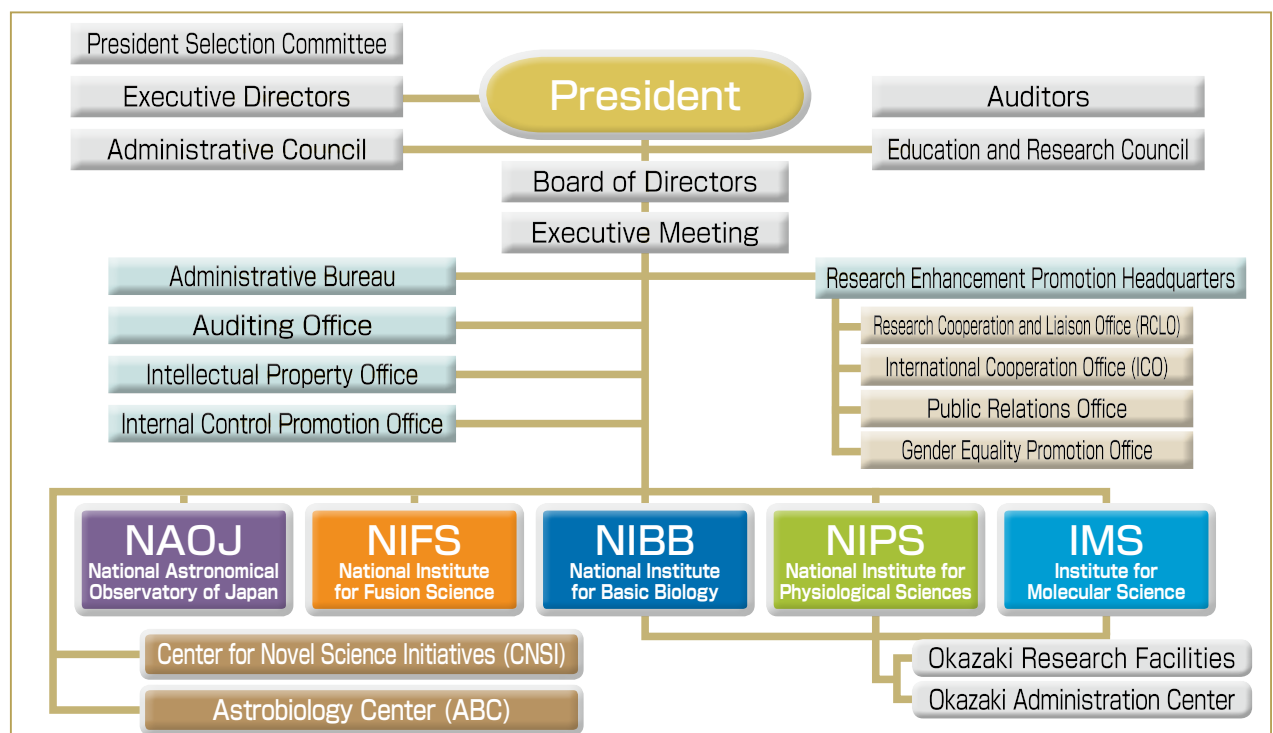 President Selection Committee
Executive Directors
Administrative Council
President
Auditors
Education and Research Council
Board of Directors
Executive Meeting
Administrative Bureau
Auditing Office
Intellectual Property Office
Internal Control Promotion Office
Research Enhancement Promotion Headquarters
Research Cooperation and Liaison Office (RCLO)
International Cooperation Office (ICO)
Public Relations Office
Gender Equality Promotion Office
NAOJ
National Astronomical
Observatory of Japan
NIFS
National Institute
for Fusion Science
NIBB
National Institute
for Basic Biology
NIPS
National Institute for
Physiological Sciences
IMS
Institute for
Molecular Science
Center for Novel Science Initiatives (CNSI)
Astrobiology Center (ABC)
Okazaki Research Facilities
Okazaki Administration Center